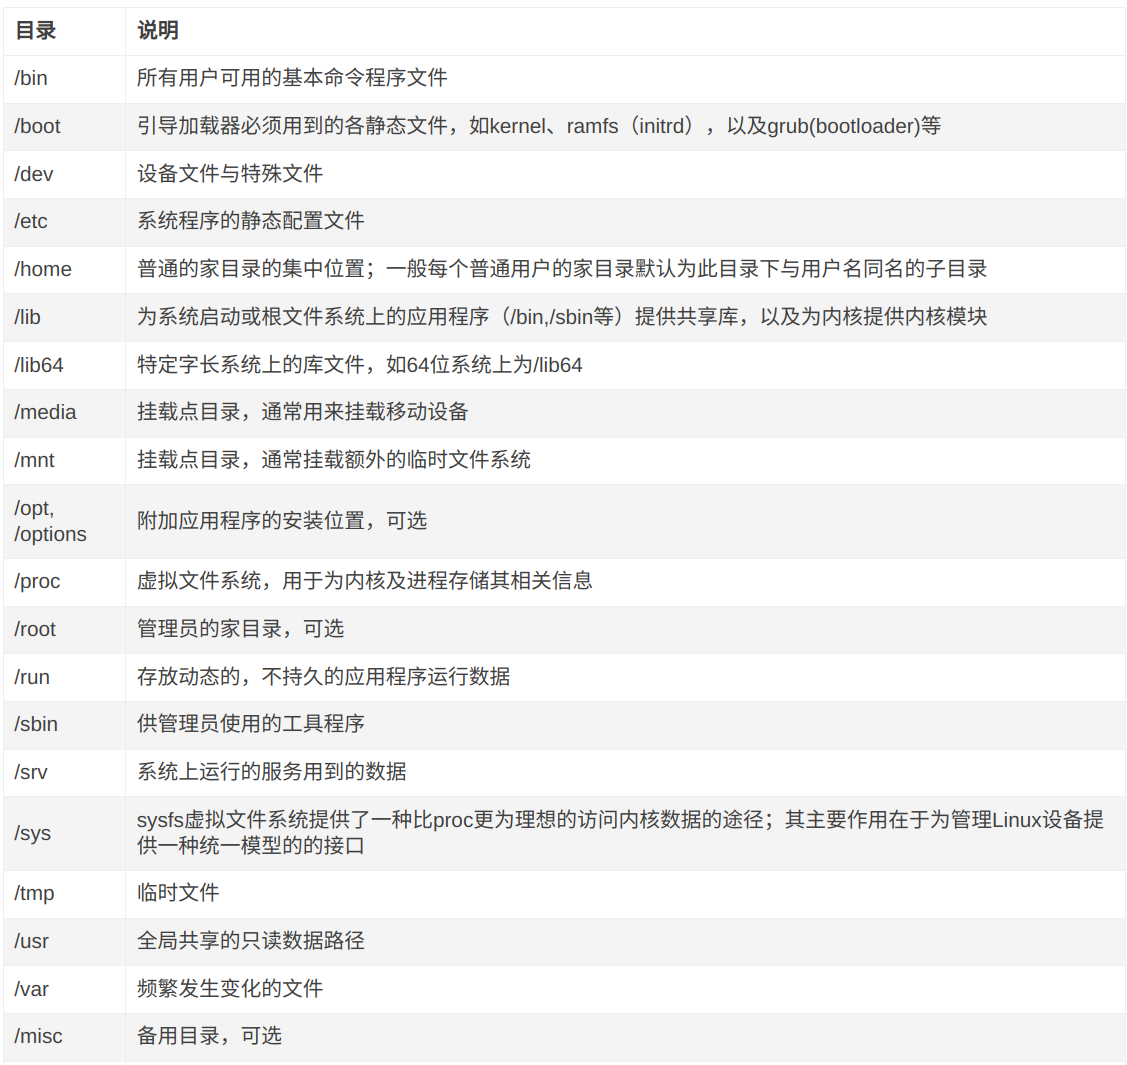 目录 说明
/bin 所有用户可用的基本命令程序文件
/boot 引导加载器必须用到的各静态文件，如kernel、ramfs（initrd），以及grub(bootloader)等
/dev 设备文件与特殊文件
/etc 系统程序的静态配置文件
/home 普通的家目录的集中位置；一般每个普通用户的家目录默认为此目录下与用户名同名的子目录
/lib 为系统启动或根文件系统上的应用程序（/bin,/sbin等）提供共享库，以及为内核提供内核模块
/lib64 特定字长系统上的库文件，如64位系统上为/lib64
/media 挂载点目录，通常用来挂载移动设备
/mnt 挂载点目录，通常挂载额外的临时文件系统
/opt,
/options 附加应用程序的安装位置，可选
/proc 虚拟文件系统，用于为内核及进程存储其相关信息
/root 管理员的家目录，可选
/run 存放动态的，不持久的应用程序运行数据
/sbin 供管理员使用的工具程序
/srv 系统上运行的服务用到的数据
/sys sysfs虚拟文件系统提供了一种比proc更为理想的访问内核数据的途径；其主要作用在于为管理Linux设备提
供一种统一模型的的接口
/tmp 临时文件
/usr 全局共享的只读数据路径
/var 频繁发生变化的文件
/misc 备用目录，可选